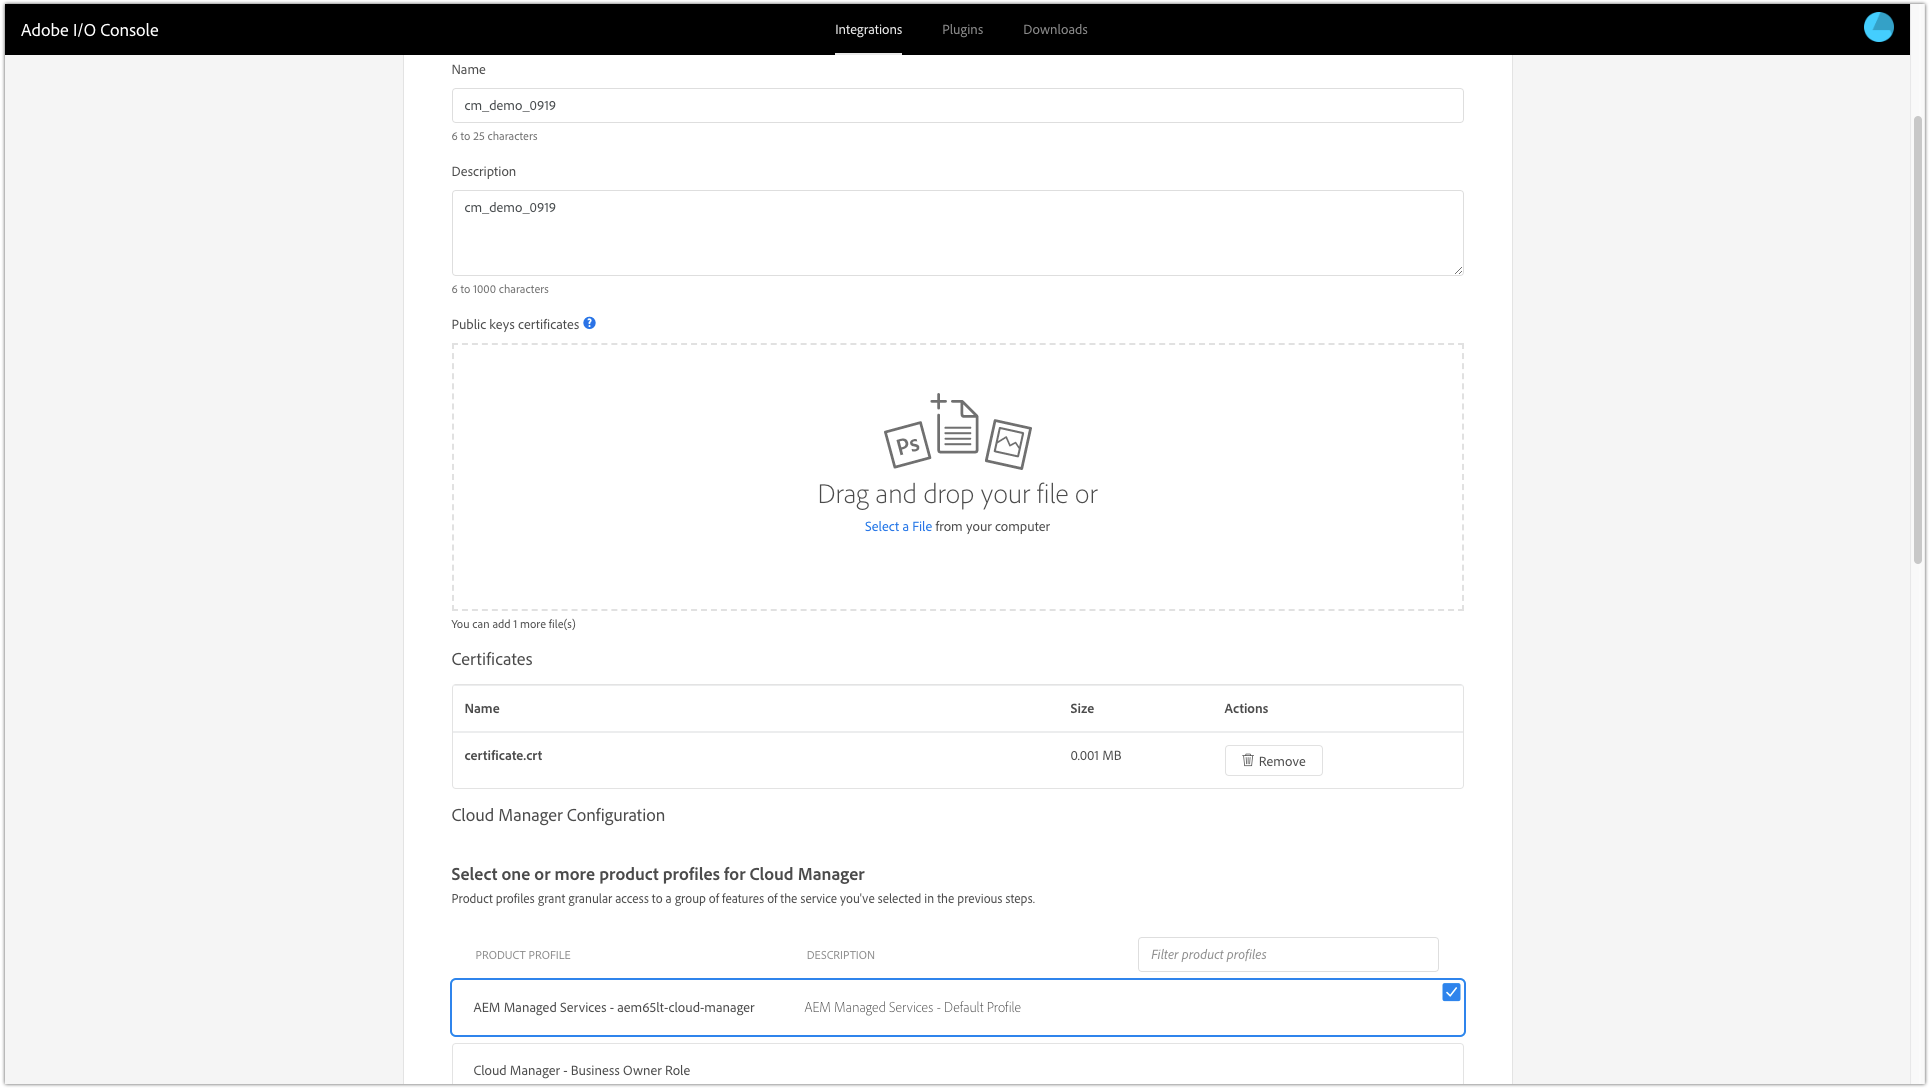 Adobe I/O Console
Integrations
Plugins
Downloads
Name
cm_demo_0919
6 to 25 characters
Description
cm_demo_0919
6 to 1000 characters
Public keys certificates ?
Ps
Drag and drop your file or
Select a File from your computer
You can add 1 more file(s)
Certificates
Name Size Actions
certificate.crt 0.001 MB Remove
Cloud Manager Configuration
Select one or more product profiles for Cloud Manager
Product profiles grant granular access to a group of features of the service you've selected in the previous steps.
PRODUCT PROFILE DESCRIPTION Filter product profiles
AEM Managed Services - aem65lt-cloud-manager AEM Managed Services - Default Profile
Cloud Manager - Business Owner Role